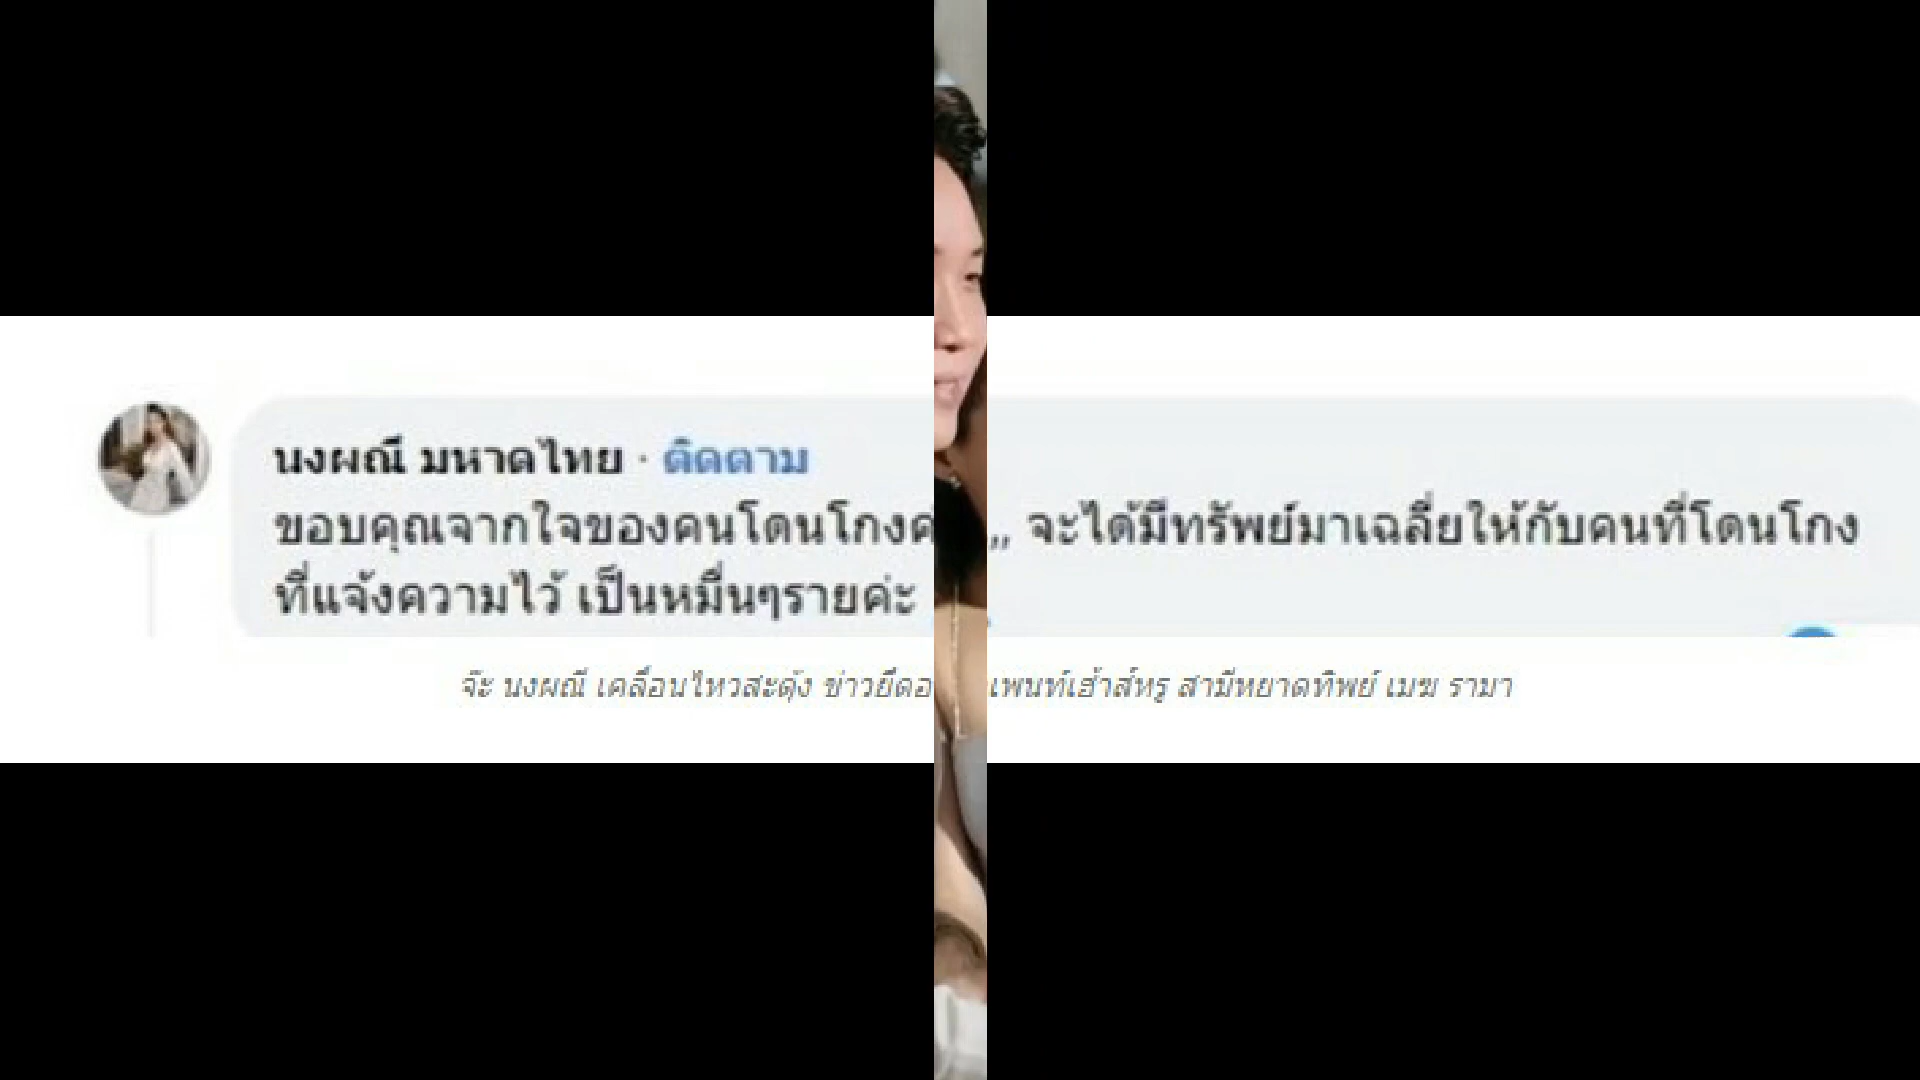 นงผณี มหาดไทย · ติดตาม
ขอบคุณจากใจของคนโดนโกงค ,, จะได้มีทรัพย์มาเฉลี่ยให้กับคนที่โดนโกง
ที่แจ้งความไว้ เป็นหมื่นๆรายค่ะ
จ๊ะ นงผณี เคลื่อนไหวสะดุ้ง ข่าวยึดอ เพนท์เฮ้าส์หรู สามีหยาดทิพย์ เมฆ รามา